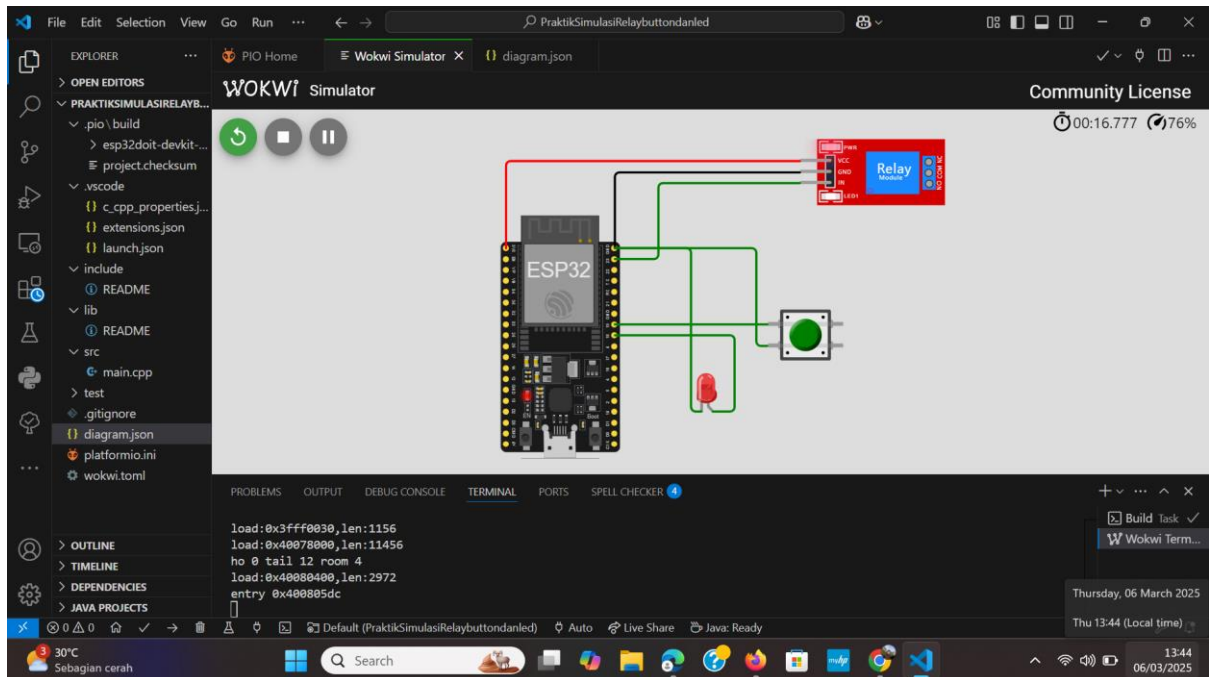 File Edit Selection View Go Run ... PraktikSimulasiRelaybuttondanled
EXPLORER
OPEN EDITORS
PRAKTIKSIMULASIRELAYB...
.pio\build
esp32doit-devkit-...
project.checksum
.vscode
c_cpp_properties.j...
extensions.json
launch.json
include
README
lib
README
src
main.cpp
test
.gitignore
diagram.json
platformio.ini
wokwi.toml
OUTLINE
TIMELINE
DEPENDENCIES
JAVA PROJECTS
PIO Home Wokwi Simulator diagram.json
WOKWI Simulator Community License
00:16.777 76%
PWR
VCC
GND
IN
LED1
Relay
Module
NO COM NC
ESP32
EN
Boot
PROBLEMS OUTPUT DEBUG CONSOLE TERMINAL PORTS SPELL CHECKER 4
load:0x3fff0030,len:1156
load:0x40078000,len:11456
ho 0 tail 12 room 4
load:0x40080400,len:2972
entry 0x400805dc
Build Task
Wokwi Term...
Thursday, 06 March 2025
Thu 13:44 (Local time)
0 0 Default (PraktikSimulasiRelaybuttondanled) Auto Live Share Java: Ready
3
30°C
Sebagian cerah
Search
myhp
13:44
06/03/2025